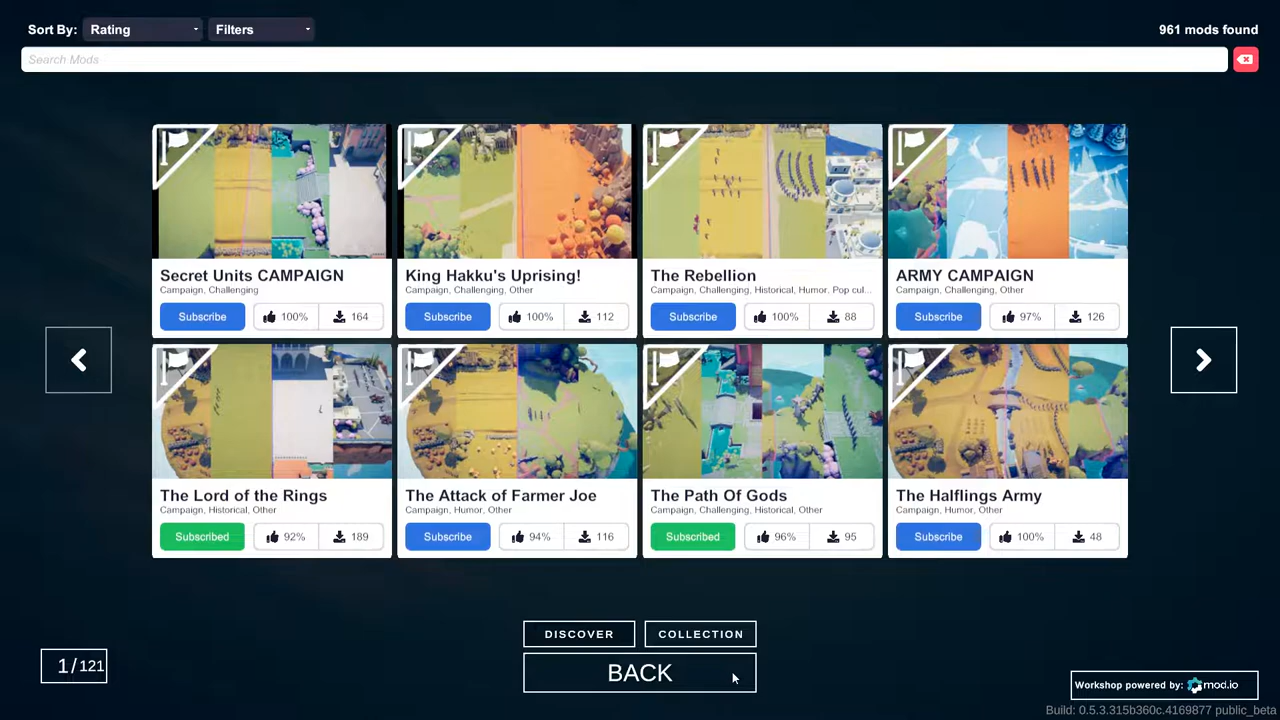 Sort By: Rating Filters 961 mods found
Search Mods
Secret Units CAMPAIGN
Campaign, Challenging
Subscribe 100% 164
King Hakku's Uprising!
Campaign, Challenging, Other
Subscribe 100% 112
The Rebellion
Campaign, Challenging, Historical, Humor, Pop cul...
Subscribe 100% 88
ARMY CAMPAIGN
Campaign, Challenging, Other
Subscribe 97% 126
The Lord of the Rings
Campaign, Historical, Other
Subscribed 92% 189
The Attack of Farmer Joe
Campaign, Humor, Other
Subscribe 94% 116
The Path Of Gods
Campaign, Challenging, Historical, Other
Subscribed 96% 95
The Halflings Army
Campaign, Humor, Other
Subscribe 100% 48
DISCOVER COLLECTION
BACK
1/121
Workshop powered by: mod.io
Build: 0.5.3.315b360c.4169877 public_beta